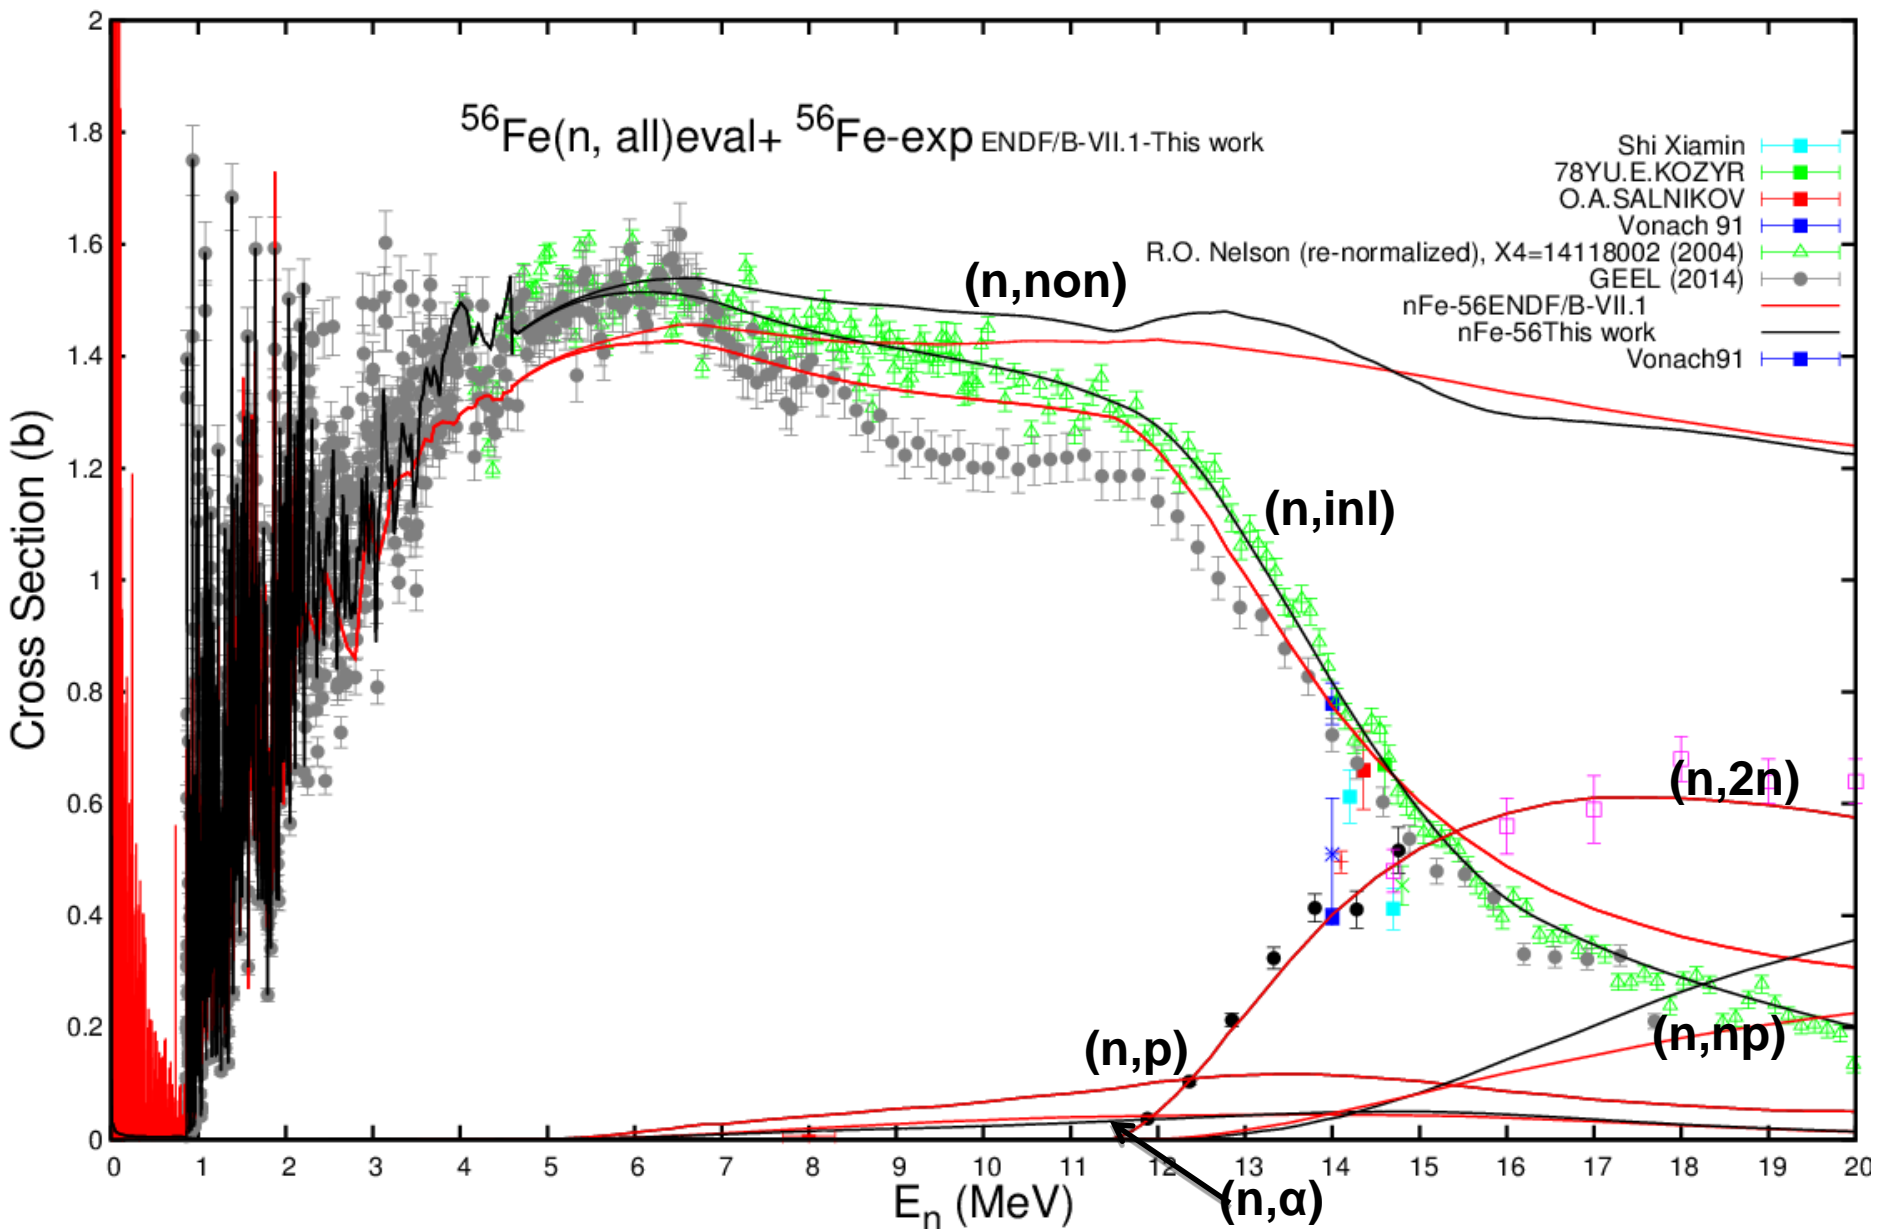 2
1.8
1.6
1.4
1.2
1
0.8
0.6
0.4
0.2
0
Cross Section (b)
56Fe(n, all)eval+ 56Fe-exp ENDF/B-VII.1-This work
Shi Xiamin
78YU.E.KOZYR
O.A.SALNIKOV
Vonach 91
R.O. Nelson (re-normalized), X4=14118002 (2004)
GEEL (2014)
nFe-56ENDF/B-VII.1
nFe-56This work
Vonach91
(n,non)
(n,inl)
(n,2n)
(n,np)
(n,p)
(n,α)
0 1 2 3 4 5 6 7 8 9 10 11 12 13 14 15 16 17 18 19 20
En (MeV)